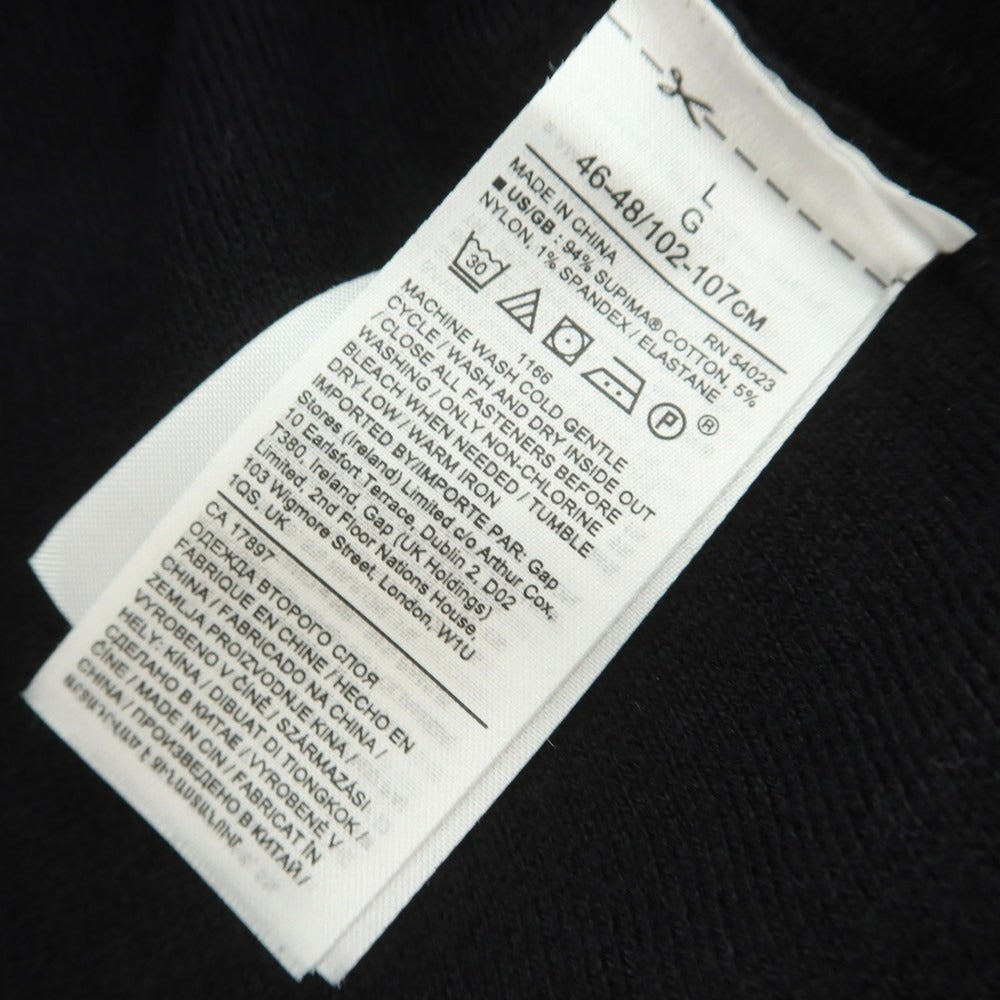 L
G
46-48/102-107CM
MADE IN CHINA
RN 54023
■ US/GB : 94% SUPIMA® COTTON, 5%
NYLON, 1% SPANDEX / ELASTANE
30
P
®
1166
MACHINE WASH COLD GENTLE
CYCLE / WASH AND DRY INSIDE OUT
/ CLOSE ALL FASTENERS BEFORE
WASHING / ONLY NON-CHLORINE
BLEACH WHEN NEEDED / TUMBLE
DRY LOW / WARM IRON
IMPORTED BY/IMPORTE PAR: Gap
Stores (Ireland) Limited c/o Arthur Cox,
10 Earlsfort Terrace, Dublin 2, D02
T380, Ireland, Gap (UK Holdings)
Limited, 2nd Floor Nations House,
103 Wigmore Street, London, W1U
1QS, UK
CA 17897
ОДЕЖДА ВТОРОГО СЛОЯ
FABRIQUE EN CHINE / HECHO EN
CHINA / FABRICADO NA CHINA /
ZEMLJA PROIZVODNJE KINA /
VYROBENO V ČÍNĚ / SZÁRMAZÁSI
HELY: KÍNA / DIBUAT DI TIONGKOK /
СДЕЛАНО В КИТАЕ / VYROBENÉ V
ČÍNE / MADE IN ÇIN / FABRICAT ÎN
CHINA / ПРОИЗВЕДЕНО В КИТАЙ /
ԱՐՏԱԴՐՎԱԾ Է ՉԻՆԱՍՏԱՆՈՒՄ